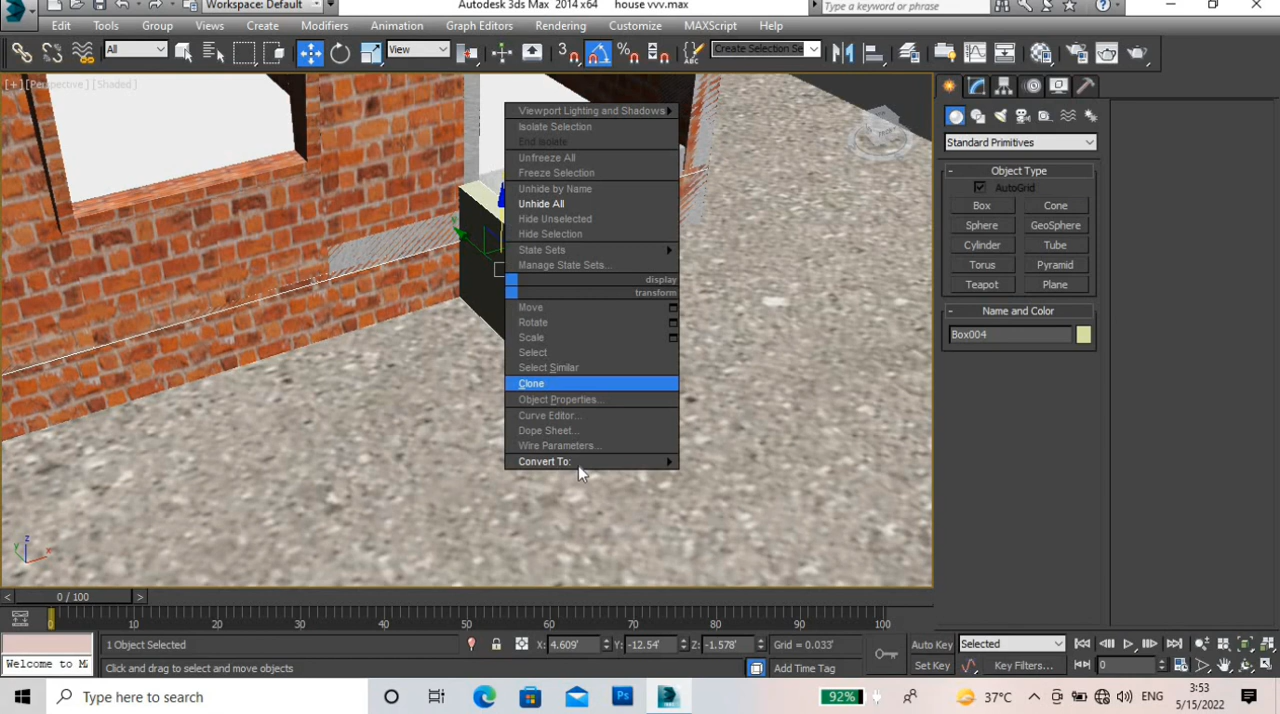 Workspace: Default
Autodesk 3ds Max 2014 x64
house vvv.max
Type a keyword or phrase
Edit Tools Group Views Create Modifiers Animation Graph Editors Rendering Customize MAXScript Help
All
View
Create Selection Se
[+] [Perspective] [Shaded]
Viewport Lighting and Shadows
Isolate Selection
End Isolate
Unfreeze All
Freeze Selection
Unhide by Name
Unhide All
Hide Unselected
Hide Selection
State Sets
Manage State Sets...
display
transform
Move
Rotate
Scale
Select
Select Similar
Clone
Object Properties...
Curve Editor...
Dope Sheet...
Wire Parameters...
Convert To:
Standard Primitives
- Object Type
AutoGrid
Box Cone
Sphere GeoSphere
Cylinder Tube
Torus Pyramid
Teapot Plane
- Name and Color
Box004
z
y
x
< 0 / 100 >
0 10 20 30 40 50 60 70 80 90 100
1 Object Selected
X: 4.609' Y: -12.54' Z: -1.578' Grid = 0.033'
Auto Key Selected
Welcome to M
Click and drag to select and move objects
Add Time Tag
Set Key Key Filters... 0
Type here to search
Ps
92%
37°C
ENG
3:53
5/15/2022